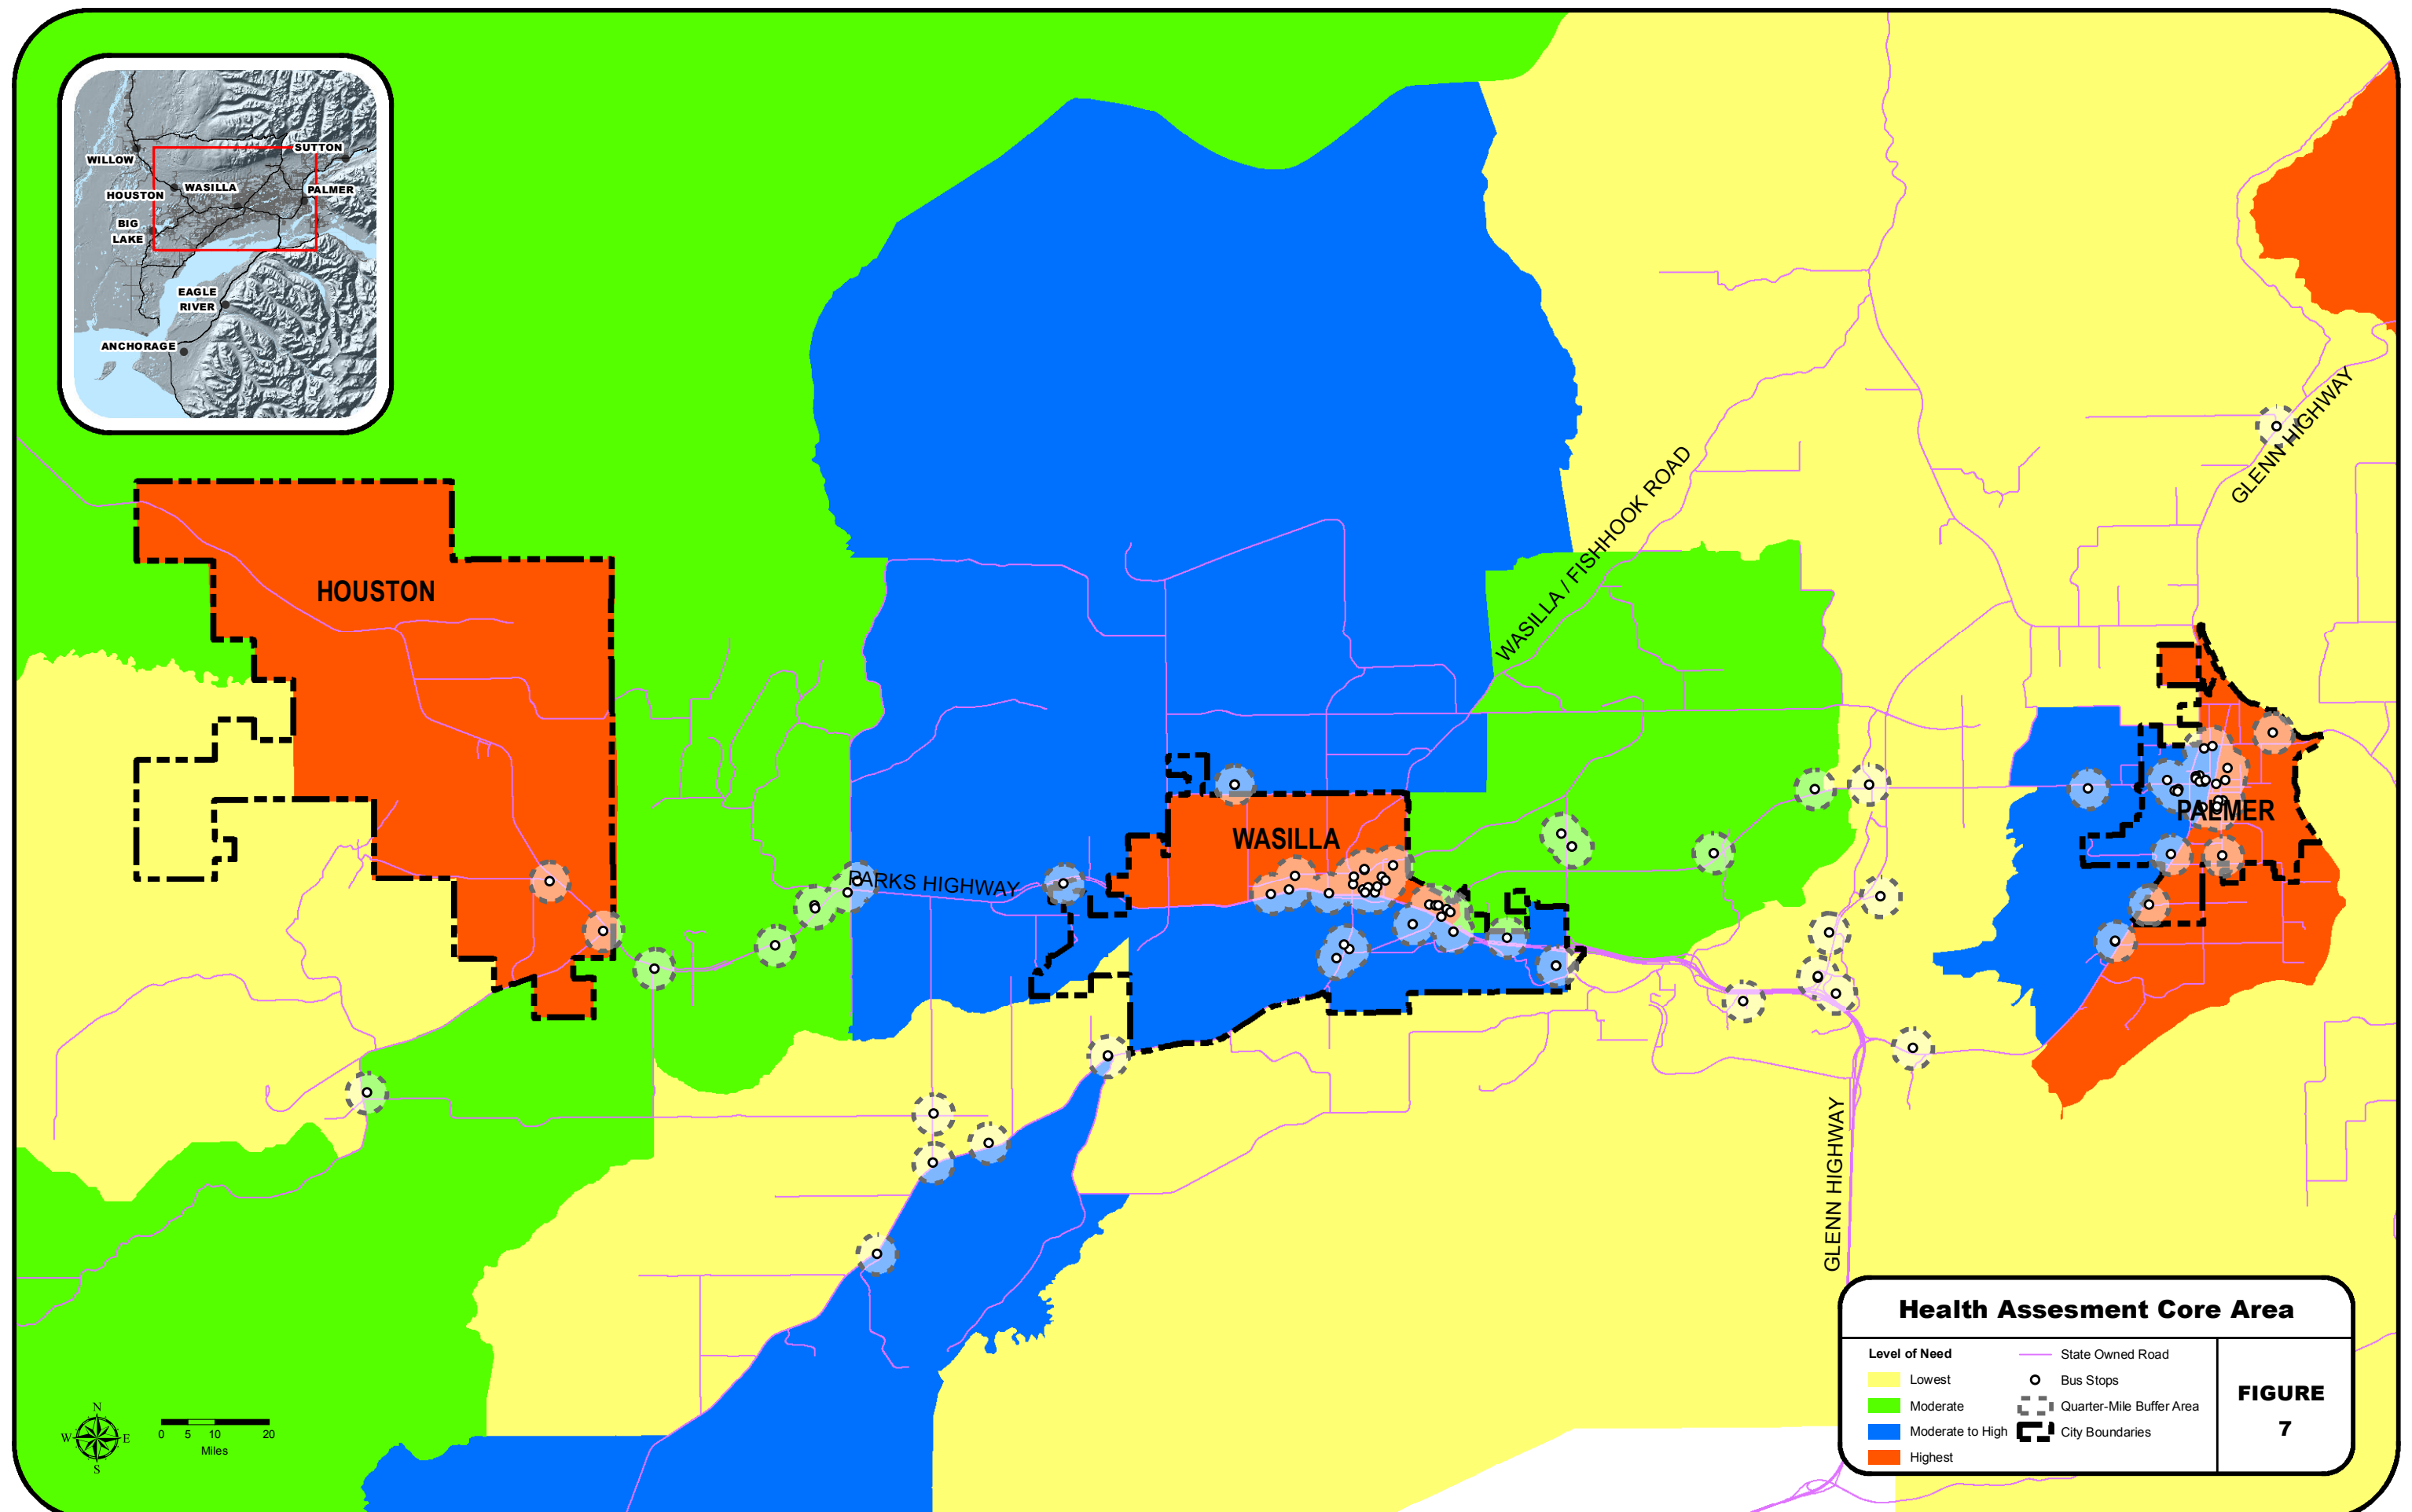 SUTTON
WILLOW
WASILLA
PALMER
HOUSTON
BIG
LAKE
EAGLE
RIVER
ANCHORAGE
GLENN HIGHWAY
WASILLA / FISHHOOK ROAD
HOUSTON
PALMER
WASILLA
PARKS HIGHWAY
GLENN HIGHWAY
Health Assesment Core Area
Level of Need
Lowest
Moderate
Moderate to High
Highest
State Owned Road
Bus Stops
Quarter-Mile Buffer Area
City Boundaries
FIGURE
7
N
W E
S
0 5 10 20
Miles